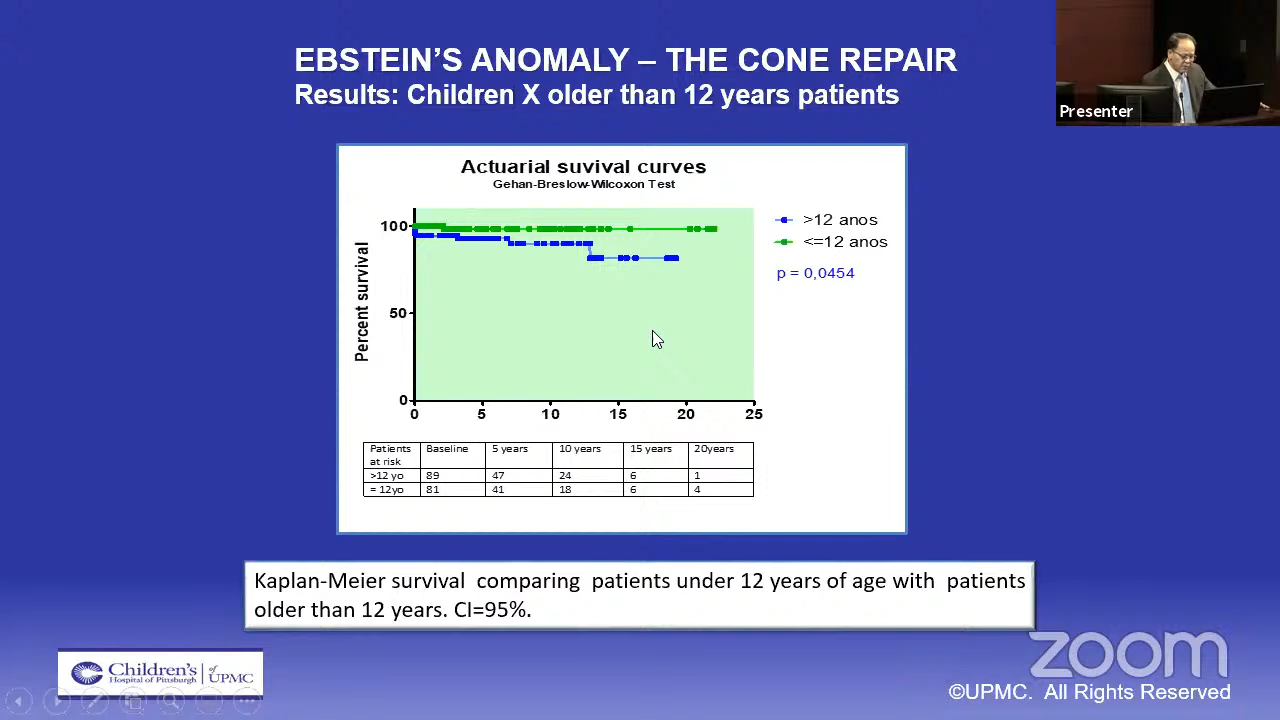 EBSTEIN'S ANOMALY – THE CONE REPAIR
Results: Children X older than 12 years patients
Presenter
Actuarial suvival curves
Gehan-Breslow-Wilcoxon Test
Percent survival
100
50
0
0 5 10 15 20 25
>12 anos
<=12 anos
p = 0,0454
Patients at risk Baseline 5 years 10 years 15 years 20years
>12 yo 89 47 24 6 1
= 12yo 81 41 18 6 4
Kaplan-Meier survival comparing patients under 12 years of age with patients
older than 12 years. CI=95%.
Children's
Hospital of Pittsburgh
of
UPMC
zoom
©UPMC. All Rights Reserved